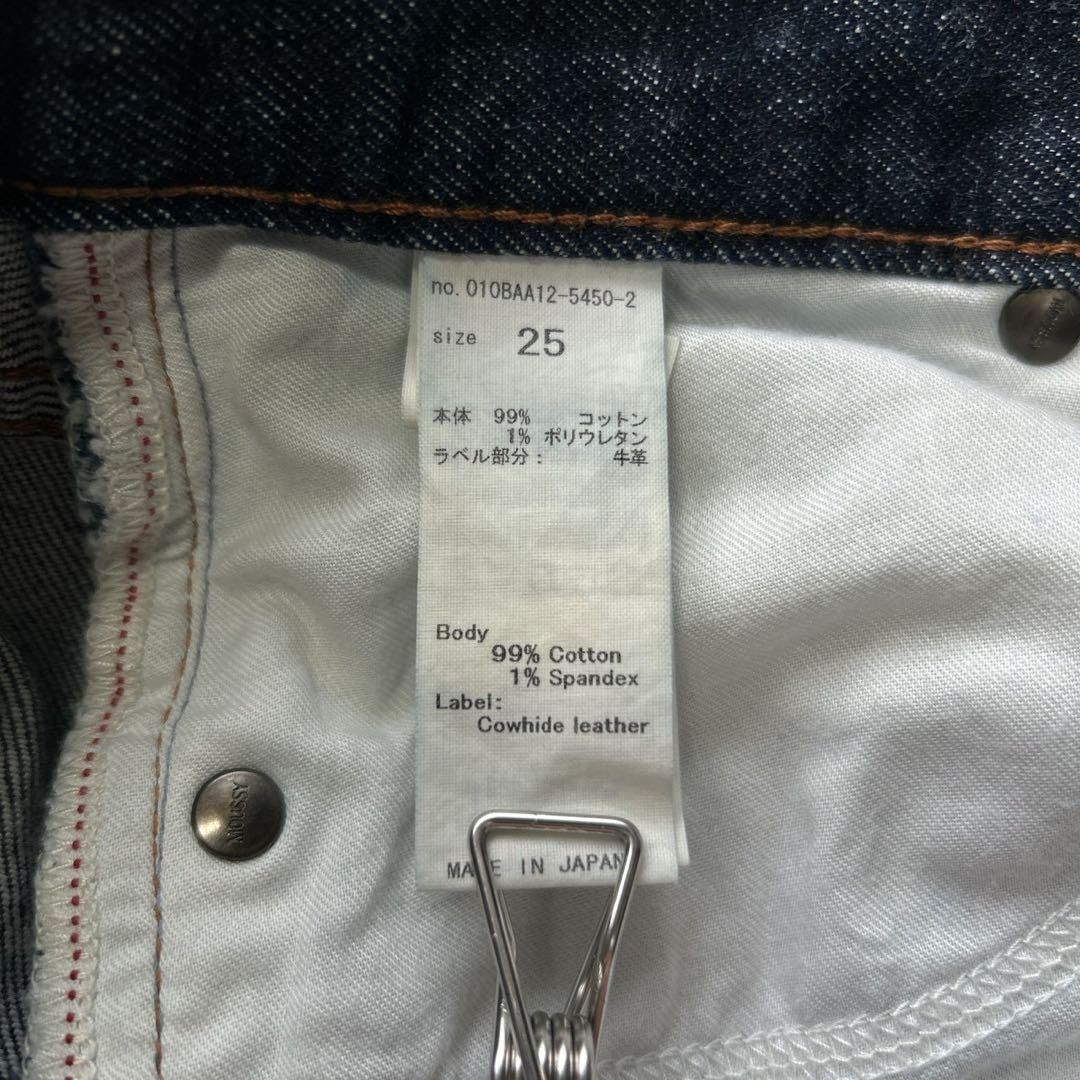 no. 010BAA12-5450-2
size 25
本体 99% コットン
1% ポリウレタン
ラベル部分： 牛革
Body
99% Cotton
1% Spandex
Label:
Cowhide leather
MADE IN JAPAN
MOUSSY